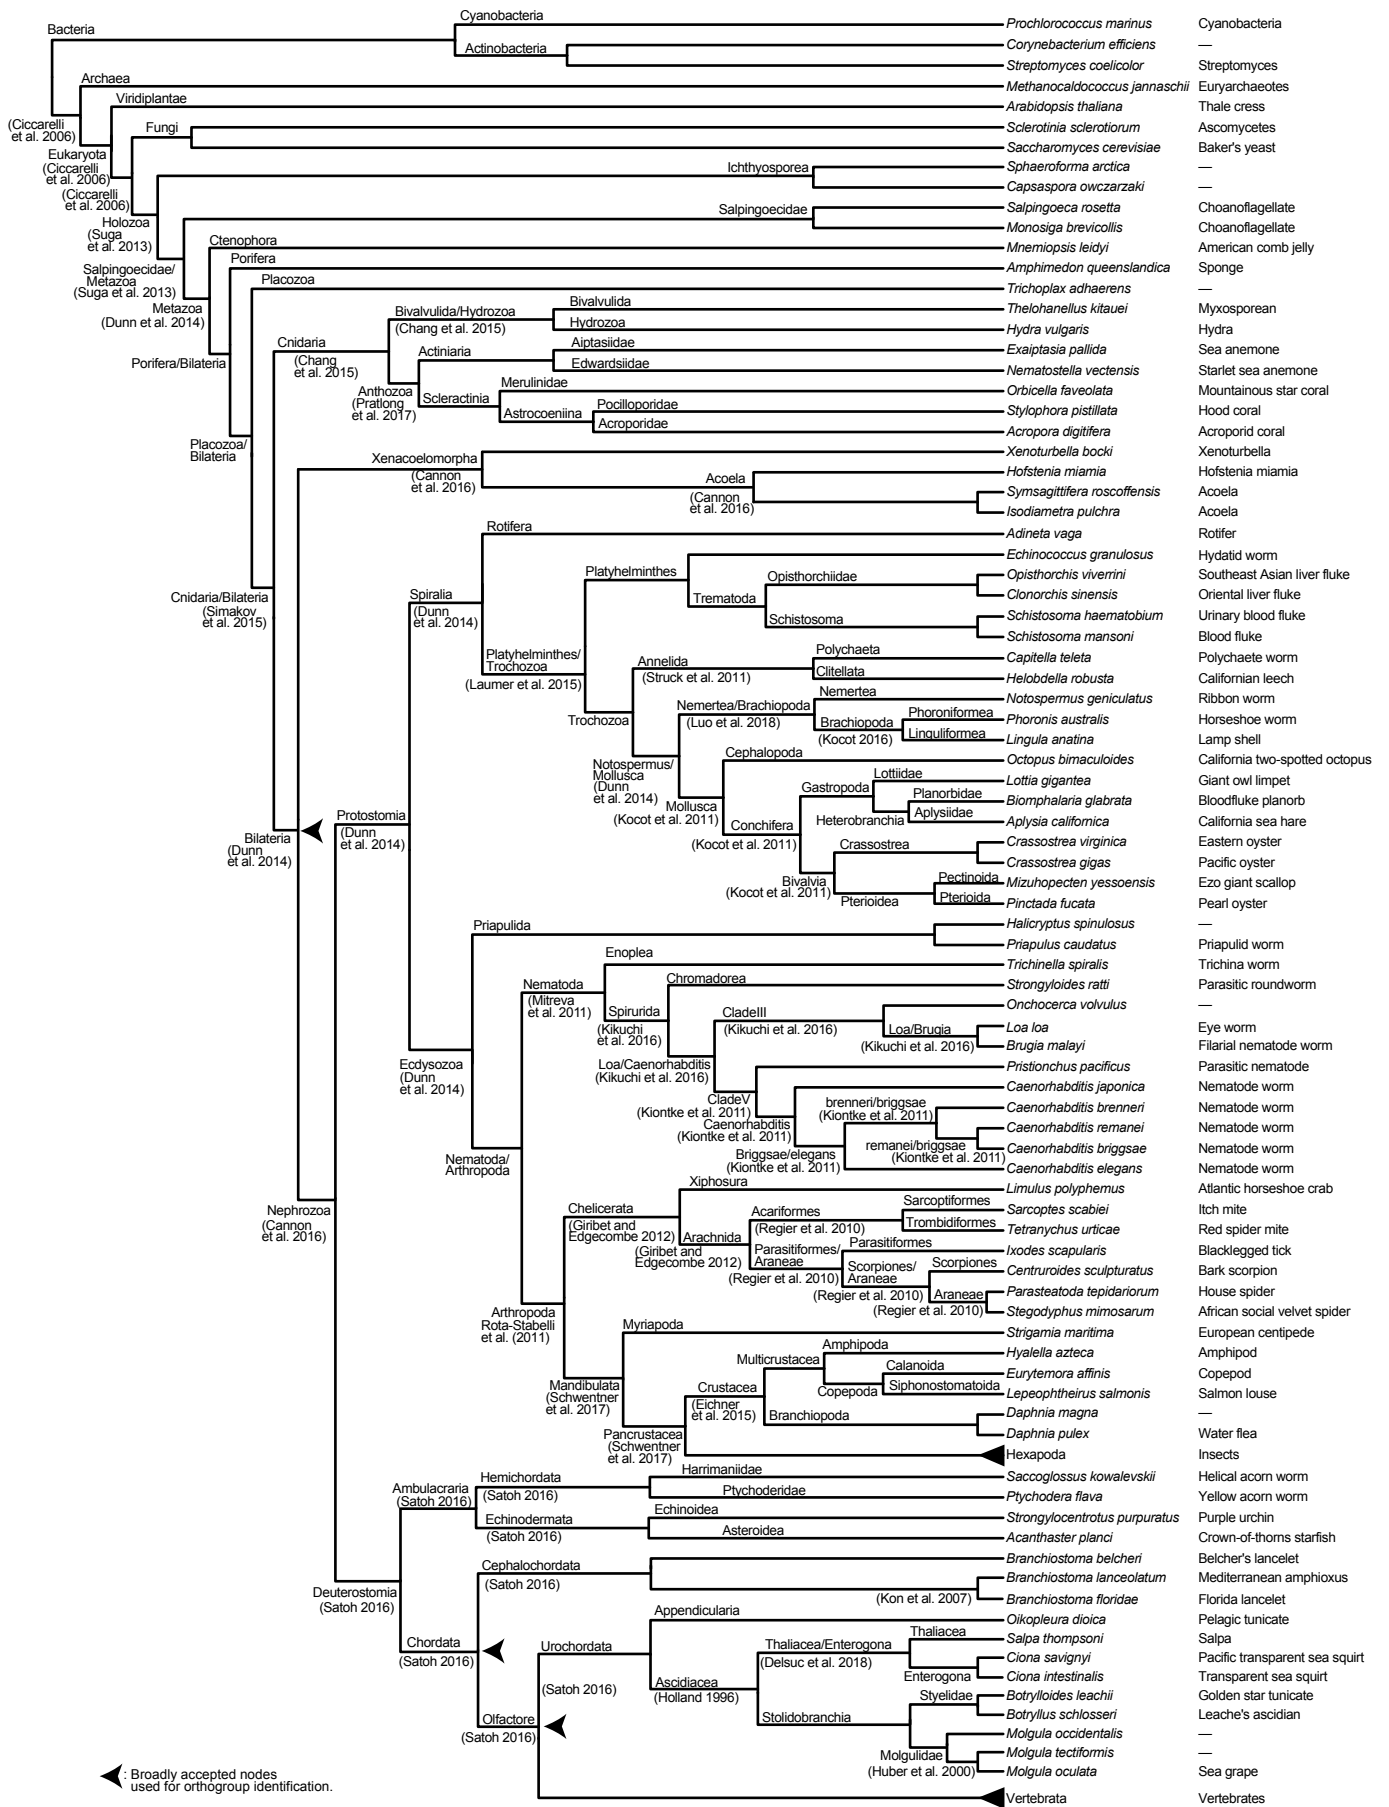 Cyanobacteria
Prochlorococcus marinus Cyanobacteria
Bacteria
Actinobacteria
Corynebacterium efficiens —
Streptomyces coelicolor Streptomyces
Archaea
Methanocaldococcus jannaschii Euryarchaeotes
Viridiplantae
Arabidopsis thaliana Thale cress
(Ciccarelli
et al. 2006)
Fungi
Sclerotinia sclerotiorum Ascomycetes
Saccharomyces cerevisiae Baker's yeast
Eukaryota
(Ciccarelli
et al. 2006)
Ichthyosporea
Sphaeroforma arctica —
Capsaspora owczarzaki —
(Ciccarelli
et al. 2006)
Salpingoecidae
Salpingoeca rosetta Choanoflagellate
Monosiga brevicollis Choanoflagellate
Holozoa
(Suga
et al. 2013)
Ctenophora
Mnemiopsis leidyi American comb jelly
Porifera
Amphimedon queenslandica Sponge
Salpingoecidae/
Metazoa
(Suga et al. 2013)
Placozoa
Trichoplax adhaerens —
Metazoa
(Dunn et al. 2014)
Bivalvulida/Hydrozoa
(Chang et al. 2015)
Bivalvulida
Thelohanellus kitauei Myxosporean
Hydrozoa
Hydra vulgaris Hydra
Porifera/Bilateria
Cnidaria
(Chang
et al. 2015)
Actiniaria
Aiptasiidae
Exaiptasia pallida Sea anemone
Edwardsiidae
Nematostella vectensis Starlet sea anemone
Anthozoa
(Pratlong
et al. 2017)
Scleractinia
Merulinidae
Orbicella faveolata Mountainous star coral
Astrocoeniina
Pocilloporidae
Stylophora pistillata Hood coral
Acroporidae
Acropora digitifera Acroporid coral
Placozoa/
Bilateria
Xenacoelomorpha
(Cannon
et al. 2016)
Xenoturbella bocki Xenoturbella
Acoela
(Cannon
et al. 2016)
Hofstenia miamia Hofstenia miamia
Symsagittifera roscoffensis Acoela
Isodiametra pulchra Acoela
Rotifera
Adineta vaga Rotifer
Cnidaria/Bilateria
(Simakov
et al. 2015)
Spiralia
(Dunn
et al. 2014)
Platyhelminthes
Echinococcus granulosus Hydatid worm
Trematoda
Opisthorchiidae
Opisthorchis viverrini Southeast Asian liver fluke
Clonorchis sinensis Oriental liver fluke
Schistosoma
Schistosoma haematobium Urinary blood fluke
Schistosoma mansoni Blood fluke
Platyhelminthes/
Trochozoa
(Laumer et al. 2015)
Annelida
(Struck et al. 2011)
Polychaeta
Capitella teleta Polychaete worm
Clitellata
Helobdella robusta Californian leech
Trochozoa
Nemertea/Brachiopoda
(Luo et al. 2018)
Nemertea
Notospermus geniculatus Ribbon worm
Brachiopoda
(Kocot 2016)
Phoroniformea
Phoronis australis Horseshoe worm
Linguliformea
Lingula anatina Lamp shell
Notospermus/
Mollusca
(Dunn
et al. 2014)
Cephalopoda
Octopus bimaculoides California two-spotted octopus
Mollusca
(Kocot et al. 2011)
Gastropoda
Lottiidae
Lottia gigantea Giant owl limpet
Heterobranchia
Planorbidae
Biomphalaria glabrata Bloodfluke planorb
Aplysiidae
Aplysia californica California sea hare
Conchifera
(Kocot et al. 2011)
Crassostrea
Crassostrea virginica Eastern oyster
Crassostrea gigas Pacific oyster
Bivalvia
(Kocot et al. 2011)
Pterioidea
Pectinoida
Mizuhopecten yessoensis Ezo giant scallop
Pterioida
Pinctada fucata Pearl oyster
Bilateria
(Dunn
et al. 2014)
Protostomia
(Dunn
et al. 2014)
Priapulida
Halicryptus spinulosus —
Priapulus caudatus Priapulid worm
Nematoda
(Mitreva
et al. 2011)
Enoplea
Trichinella spiralis Trichina worm
Spirurida
(Kikuchi
et al. 2016)
Chromadorea
Strongyloides ratti Parasitic roundworm
CladeIII
(Kikuchi et al. 2016)
Onchocerca volvulus —
Loa/Brugia
(Kikuchi et al. 2016)
Loa loa Eye worm
Brugia malayi Filarial nematode worm
Ecdysozoa
(Dunn
et al. 2014)
Loa/Caenorhabditis
(Kikuchi et al. 2016)
Pristionchus pacificus Parasitic nematode
CladeV
(Kiontke et al. 2011)
Caenorhabditis japonica Nematode worm
Caenorhabditis
(Kiontke et al. 2011)
brenneri/briggsae
(Kiontke et al. 2011)
Caenorhabditis brenneri Nematode worm
Caenorhabditis remanei Nematode worm
remanei/briggsae
(Kiontke et al. 2011)
Caenorhabditis briggsae Nematode worm
Briggsae/elegans
(Kiontke et al. 2011)
Caenorhabditis elegans Nematode worm
Nematoda/
Arthropoda
Nephrozoa
(Cannon
et al. 2016)
Chelicerata
(Giribet and
Edgecombe 2012)
Xiphosura
Limulus polyphemus Atlantic horseshoe crab
Arachnida
(Giribet and
Edgecombe 2012)
Acariformes
(Regier et al. 2010)
Sarcoptiformes
Sarcoptes scabiei Itch mite
Trombidiformes
Tetranychus urticae Red spider mite
Parasitiformes/
Araneae
(Regier et al. 2010)
Parasitiformes
Ixodes scapularis Blacklegged tick
Scorpiones/
Araneae
(Regier et al. 2010)
Scorpiones
Centruroides sculpturatus Bark scorpion
Araneae
(Regier et al. 2010)
Parasteatoda tepidariorum House spider
Stegodyphus mimosarum African social velvet spider
Arthropoda
Rota-Stabelli
et al. (2011)
Myriapoda
Strigamia maritima European centipede
Mandibulata
(Schwentner
et al. 2017)
Crustacea
(Eichner
et al. 2015)
Multicrustacea
Amphipoda
Hyalella azteca Amphipod
Copepoda
Calanoida
Eurytemora affinis Copepod
Siphonostomatoida
Lepeophtheirus salmonis Salmon louse
Branchiopoda
Daphnia magna —
Daphnia pulex Water flea
Pancrustacea
(Schwentner
et al. 2017)
Hexapoda Insects
Ambulacraria
(Satoh 2016)
Hemichordata
(Satoh 2016)
Harrimaniidae
Saccoglossus kowalevskii Helical acorn worm
Ptychoderidae
Ptychodera flava Yellow acorn worm
Echinodermata
(Satoh 2016)
Echinoidea
Strongylocentrotus purpuratus Purple urchin
Asteroidea
Acanthaster planci Crown-of-thorns starfish
Deuterostomia
(Satoh 2016)
Cephalochordata
(Satoh 2016)
Branchiostoma belcheri Belcher's lancelet
Branchiostoma lanceolatum Mediterranean amphioxus
(Kon et al. 2007)
Branchiostoma floridae Florida lancelet
Chordata
(Satoh 2016)
Urochordata
(Satoh 2016)
Appendicularia
Oikopleura dioica Pelagic tunicate
Ascidiacea
(Holland 1996)
Thaliacea/Enterogona
(Delsuc et al. 2018)
Thaliacea
Salpa thompsoni Salpa
Enterogona
Ciona savignyi Pacific transparent sea squirt
Ciona intestinalis Transparent sea squirt
Stolidobranchia
Styelidae
Botrylloides leachii Golden star tunicate
Botryllus schlosseri Leache's ascidian
Molgulidae
(Huber et al. 2000)
Molgula occidentalis —
Molgula tectiformis —
Molgula oculata Sea grape
Olfactore
(Satoh 2016)
Vertebrata Vertebrates
: Broadly accepted nodes
used for orthogroup identification.